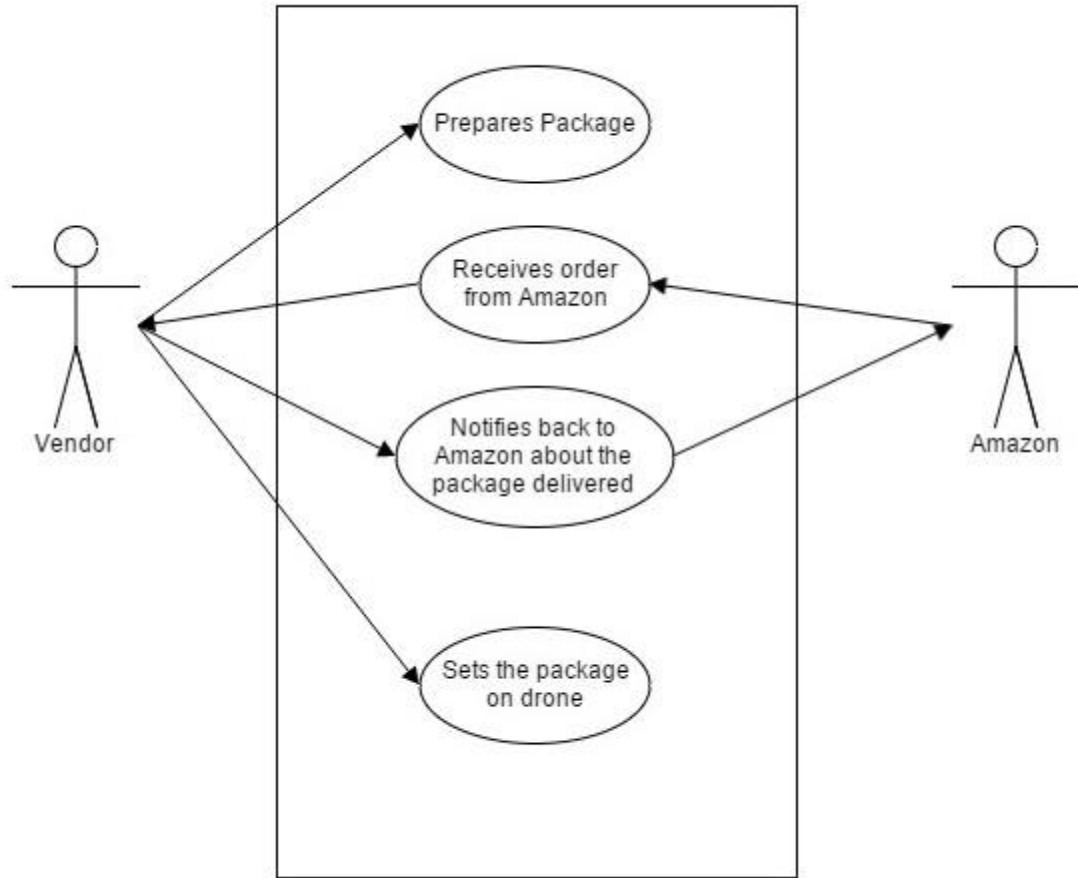 Prepares Package
Receives order
from Amazon
Vendor
Amazon
Notifies back to
Amazon about the
package delivered
Sets the package
on drone